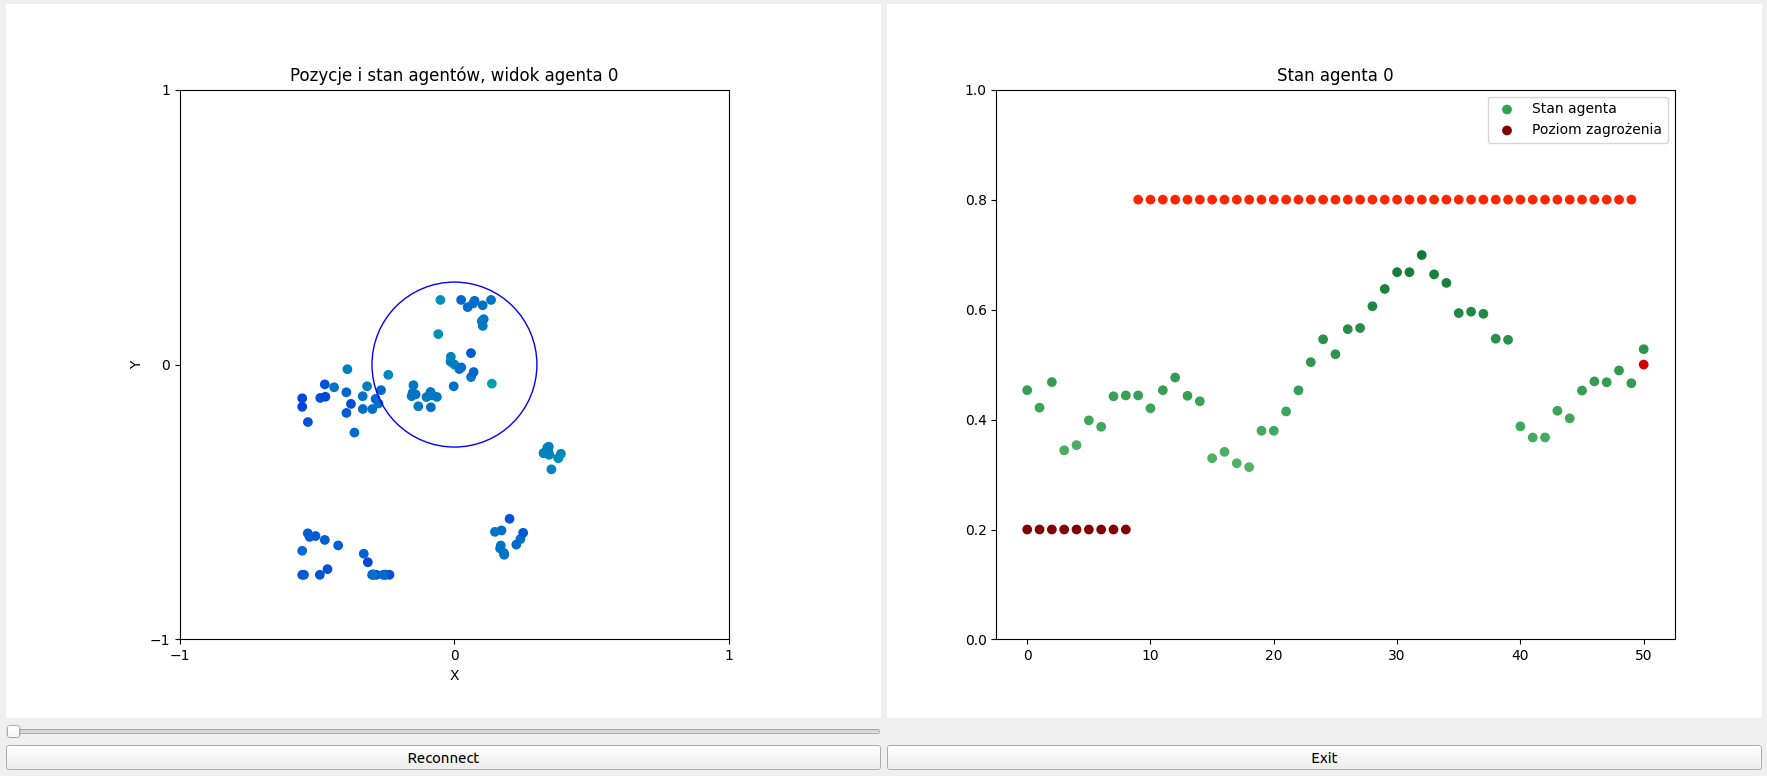 Pozycje i stan agentów, widok agenta 0
1
0
−1
Y
−1
0
1
X
Stan agenta 0
Stan agenta
Poziom zagrożenia
1.0
0.8
0.6
0.4
0.2
0.0
0
10
20
30
40
50
Reconnect
Exit